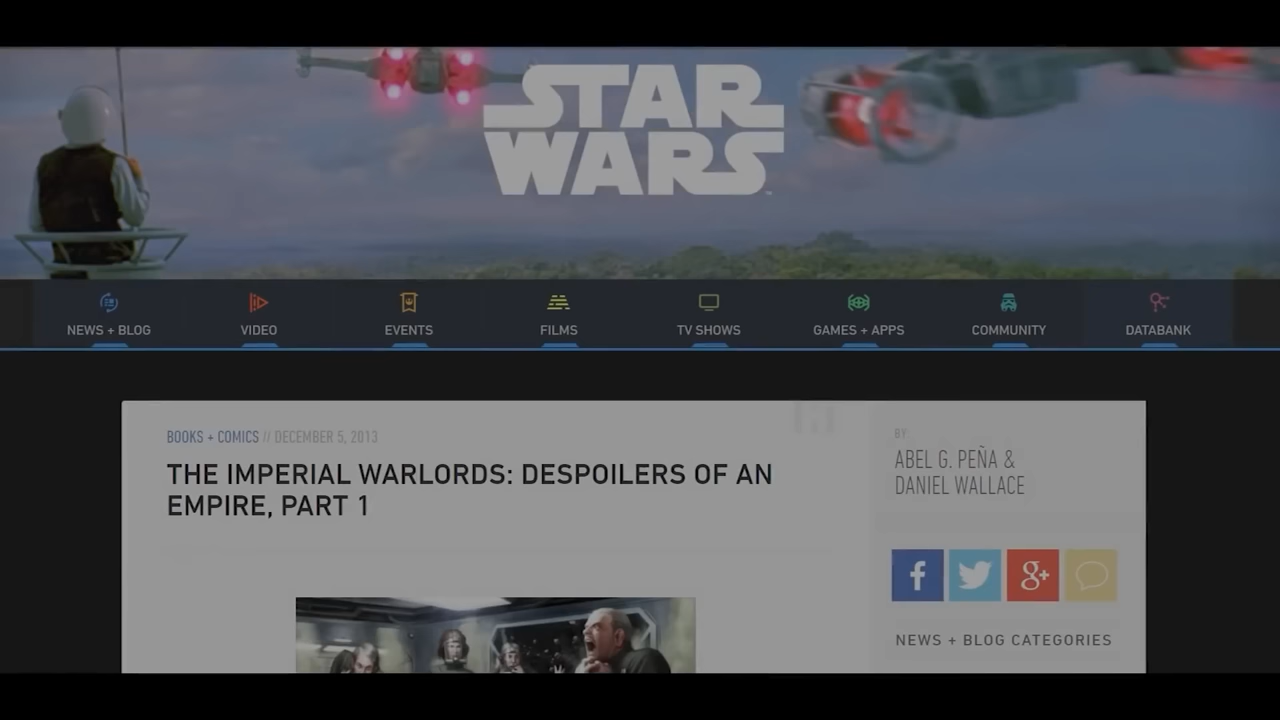 STAR
WARS
NEWS + BLOG
VIDEO
EVENTS
FILMS
TV SHOWS
GAMES + APPS
COMMUNITY
DATABANK
BOOKS + COMICS // DECEMBER 5, 2013
THE IMPERIAL WARLORDS: DESPOILERS OF AN
EMPIRE, PART 1
BY:
ABEL G. PEÑA &
DANIEL WALLACE
NEWS + BLOG CATEGORIES